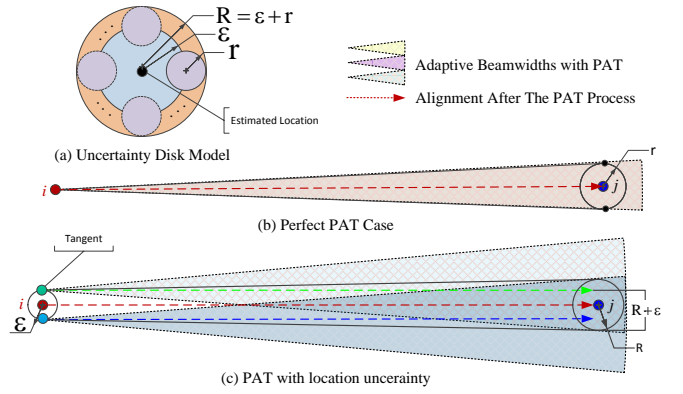 R = ε+r
ε
r
Estimated Location
(a) Uncertainty Disk Model
Adaptive Beamwidths with PAT
Alignment After The PAT Process
i
j
r
(b) Perfect PAT Case
Tangent
i
ε
j
R+ε
R
(c) PAT with location uncerainty